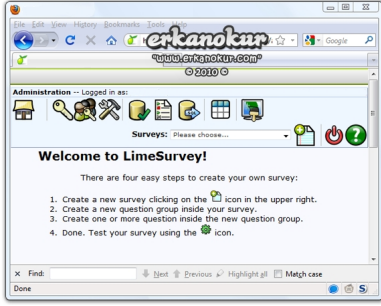 File Edit View History Bookmarks Tools Help
erkanokur
Google
"www.erkanokur.com"
© 2010 ©
Administration -- Logged in as:
Surveys: Please choose...
Welcome to LimeSurvey!
There are four easy steps to create your own survey:
1. Create a new survey clicking on the icon in the upper right.
2. Create a new question group inside your survey.
3. Create one or more question inside the new question group.
4. Done. Test your survey using the icon.
× Find: Next Previous Highlight all Match case
Done